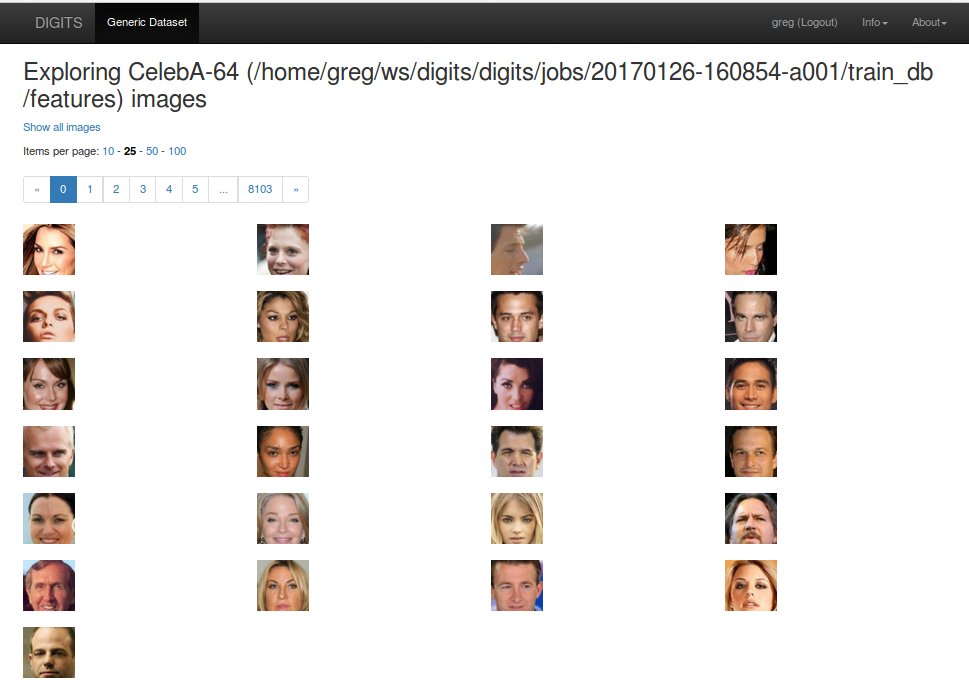 DIGITS Generic Dataset greg (Logout) Info About
Exploring CelebA-64 (/home/greg/ws/digits/digits/jobs/20170126-160854-a001/train_db
/features) images
Show all images
Items per page: 10 - 25 - 50 - 100
« 0 1 2 3 4 5 ... 8103 »